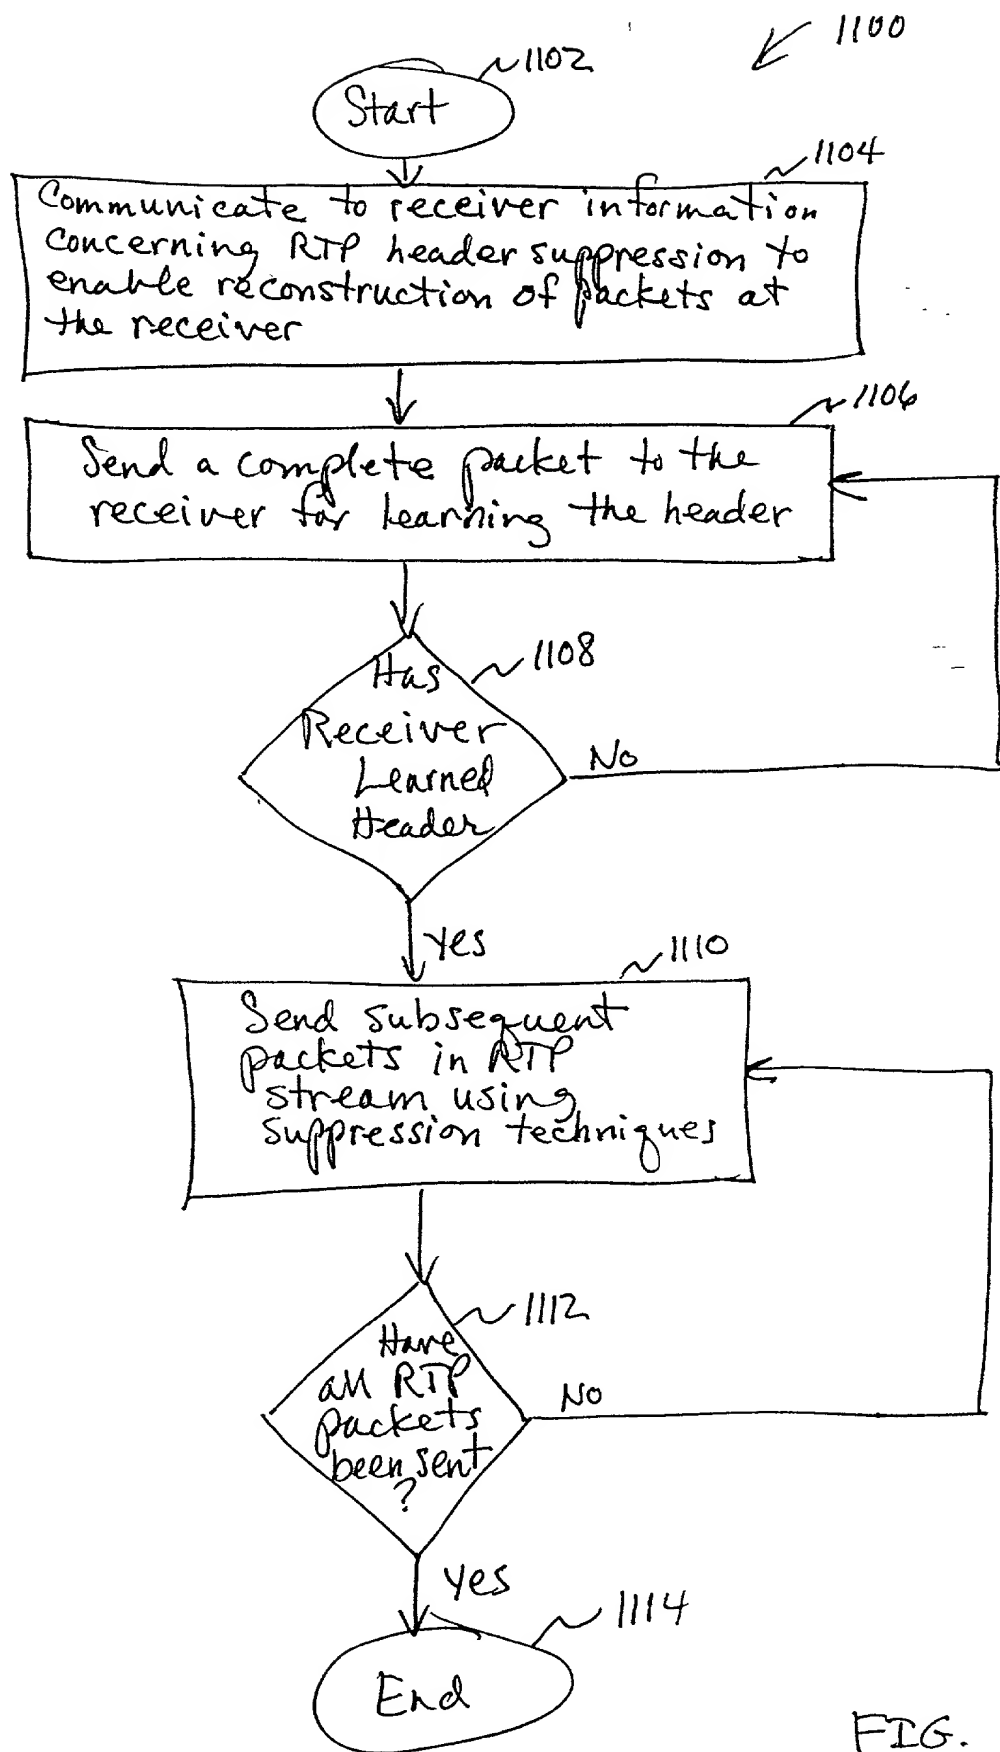 1100
1102
Start
1104
Communicate to receiver information
concerning RTP header suppression to
enable reconstruction of packets at
the receiver
1106
Send a complete packet to the
receiver for learning the header
1108
Has
Receiver
Learned
Header
No
Yes
1110
Send subsequent
packets in RTP
stream using
suppression techniques
1112
Have
all RTP
packets
been sent
?
No
Yes
1114
End
FIG.